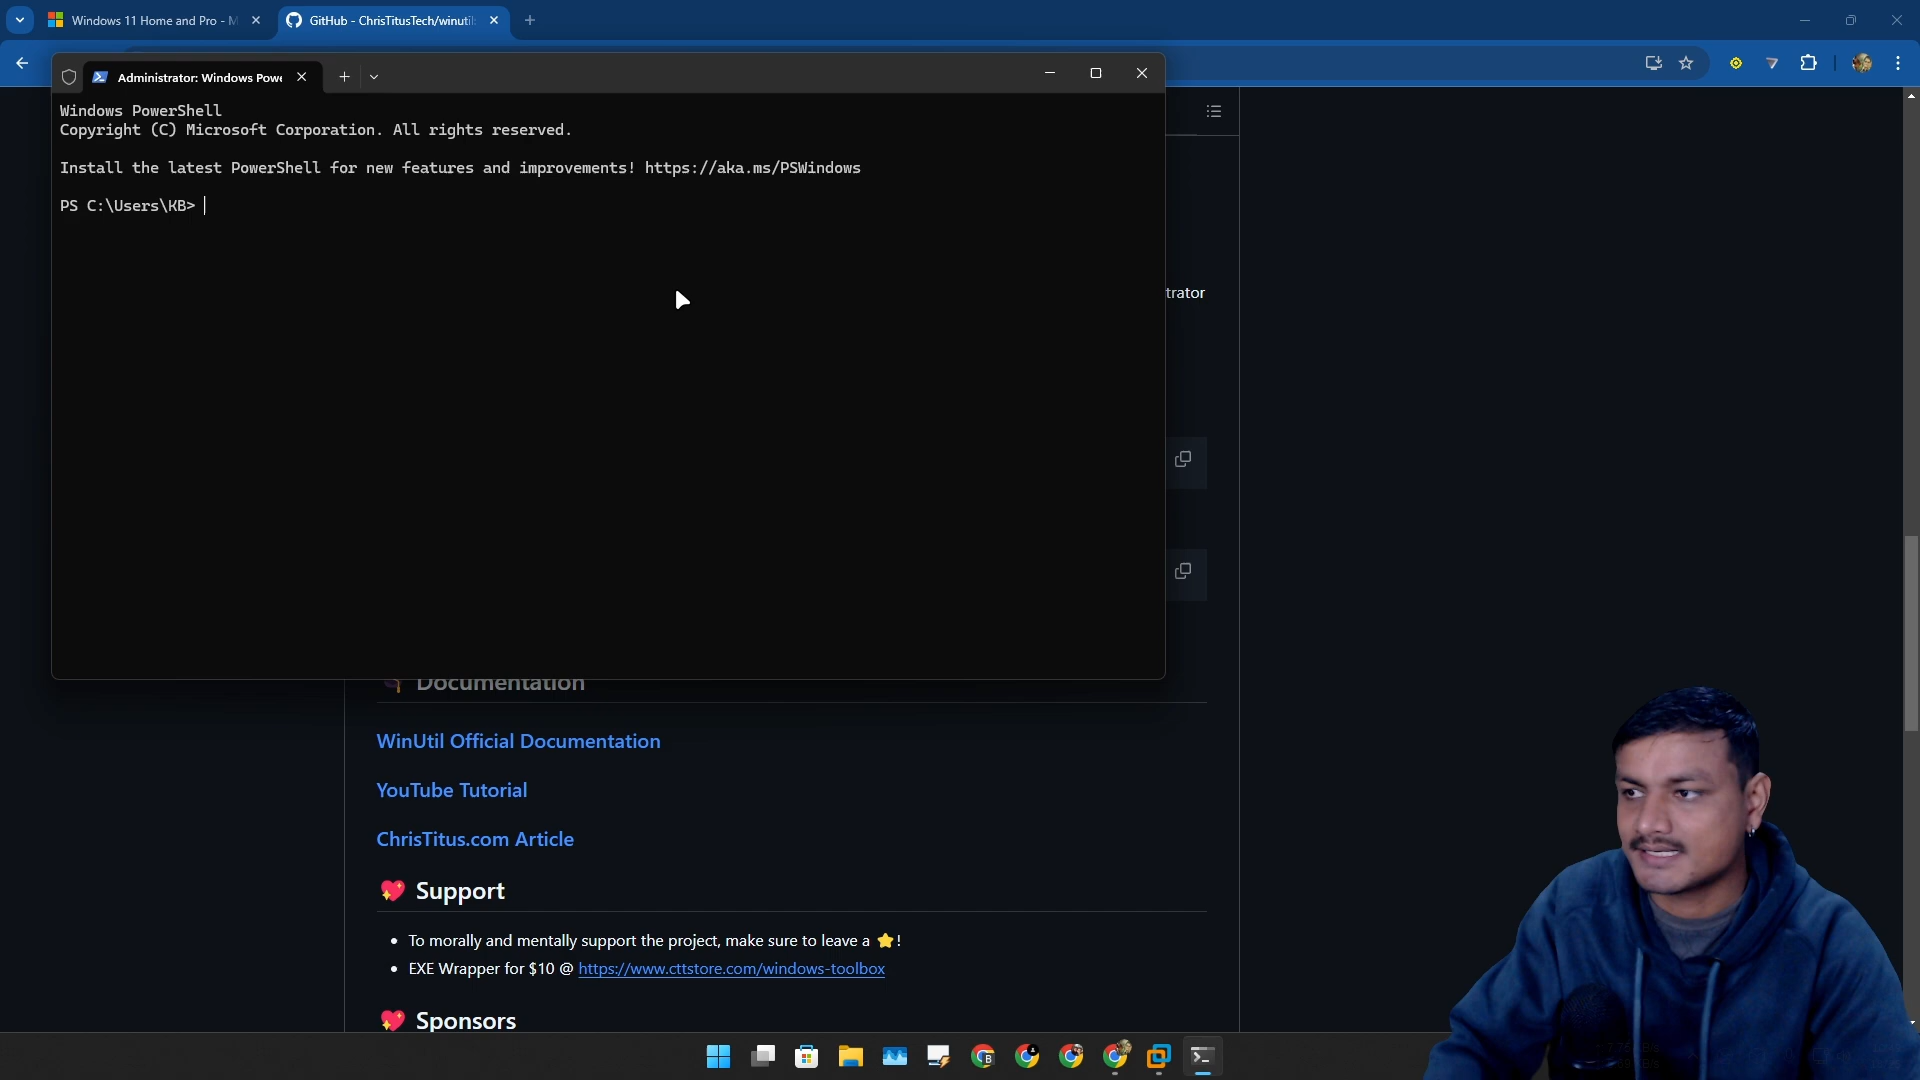 Windows 11 Home and Pro - M
GitHub - ChrisTitusTech/winutil:
Administrator: Windows Powe
Windows PowerShell
Copyright (C) Microsoft Corporation. All rights reserved.
Install the latest PowerShell for new features and improvements! https://aka.ms/PSWindows
PS C:\Users\KB>
trator
Documentation
WinUtil Official Documentation
YouTube Tutorial
ChrisTitus.com Article
💖 Support
• To morally and mentally support the project, make sure to leave a ⭐!
• EXE Wrapper for $10 @ https://www.cttstore.com/windows-toolbox
💖 Sponsors